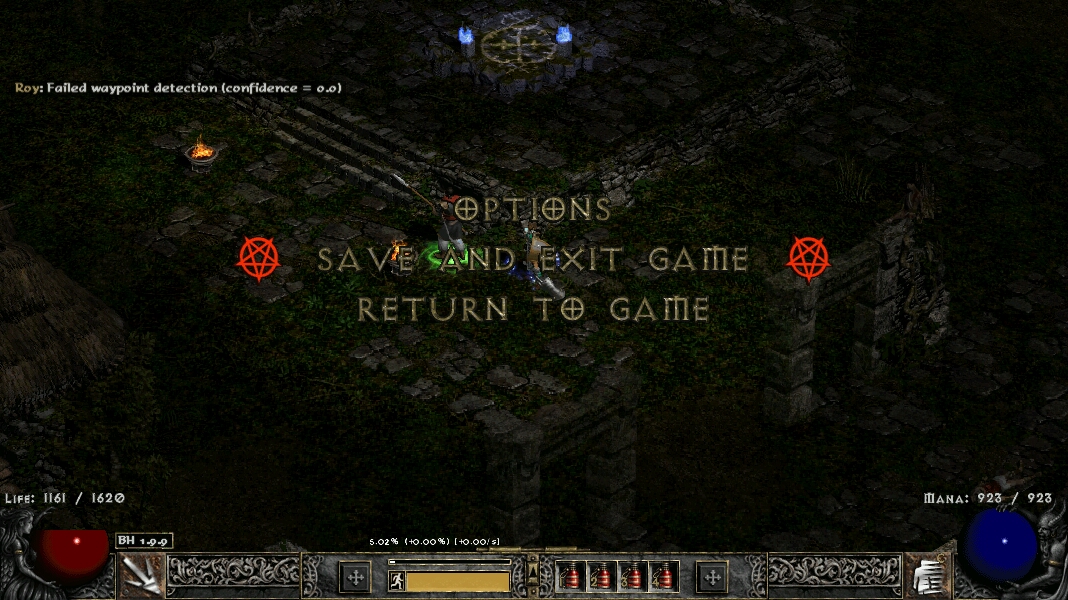 Roy: Failed waypoint detection (confidence = 0.0)
OPTIONS
SAVE AND EXIT GAME
RETURN TO GAME
LIFE: 1161 / 1620
MANA: 923 / 923
BH 1.9.9
5.02% (+0.00%) [+0.00/s]